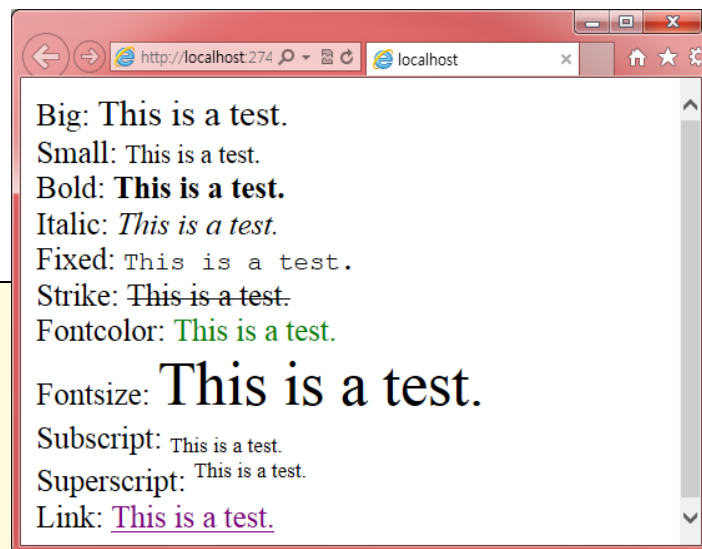 http://localhost:274
localhost
Big: This is a test.
Small: This is a test.
Bold: This is a test.
Italic: This is a test.
Fixed: This is a test.
Strike: This is a test.
Fontcolor: This is a test.
Fontsize: This is a test.
Subscript: This is a test.
Superscript: This is a test.
Link: This is a test.